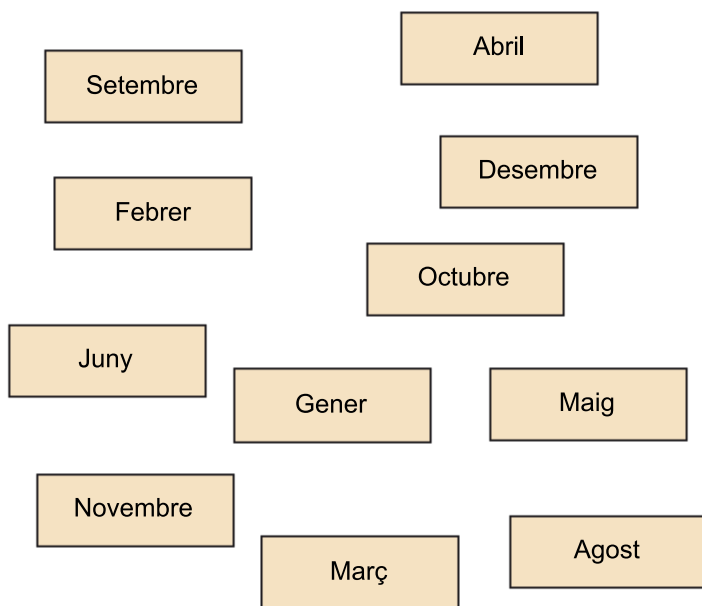 Abril
Setembre
Desembre
Febrer
Octubre
Juny
Gener
Maig
Novembre
Agost
Març